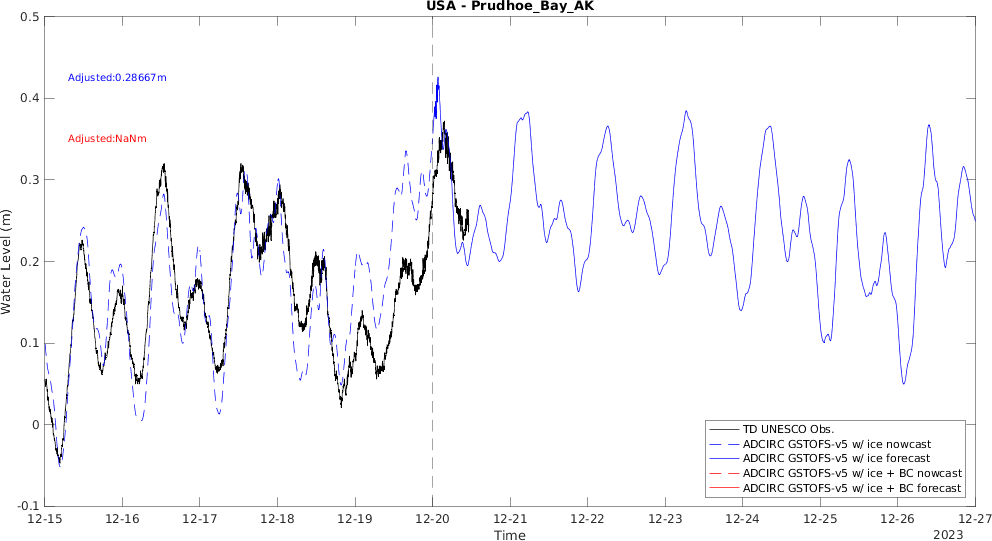 USA - Prudhoe_Bay_AK
0.5
0.4
0.3
0.2
0.1
0
-0.1
Water Level (m)
Adjusted:0.28667m
Adjusted:NaNm
TD UNESCO Obs.
ADCIRC GSTOFS-v5 w/ ice nowcast
ADCIRC GSTOFS-v5 w/ ice forecast
ADCIRC GSTOFS-v5 w/ ice + BC nowcast
ADCIRC GSTOFS-v5 w/ ice + BC forecast
12-15 12-16 12-17 12-18 12-19 12-20 12-21 12-22 12-23 12-24 12-25 12-26 12-27
Time
2023